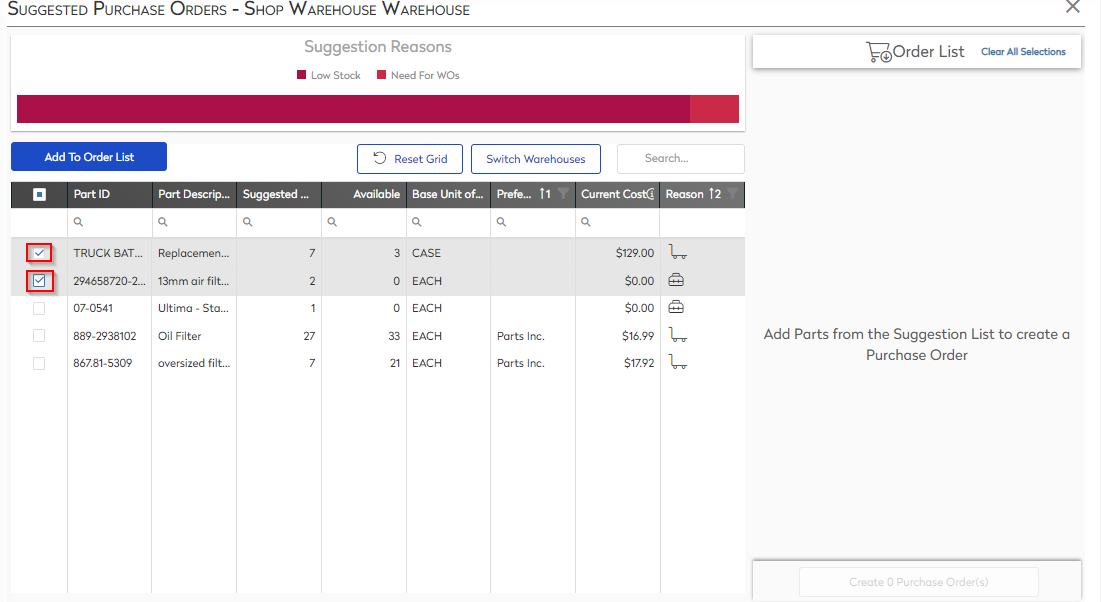 Suggested Purchase Orders - Shop Warehouse Warehouse
Suggestion Reasons
Low Stock Need For WOs
Add To Order List Reset Grid Switch Warehouses Search...
Part ID Part Descrip... Suggested ... Available Base Unit of... Prefe... 1 Current Cost Reason 2
TRUCK BAT... Replacemen... 7 3 CASE $129.00
294658720-2... 13mm air filt... 2 0 EACH $0.00
07-0541 Ultima - Sta... 1 0 EACH $0.00
889-2938102 Oil Filter 27 33 EACH Parts Inc. $16.99
867.81-5309 oversized filt... 7 21 EACH Parts Inc. $17.92
Order List Clear All Selections
Add Parts from the Suggestion List to create a
Purchase Order
Create 0 Purchase Order(s)